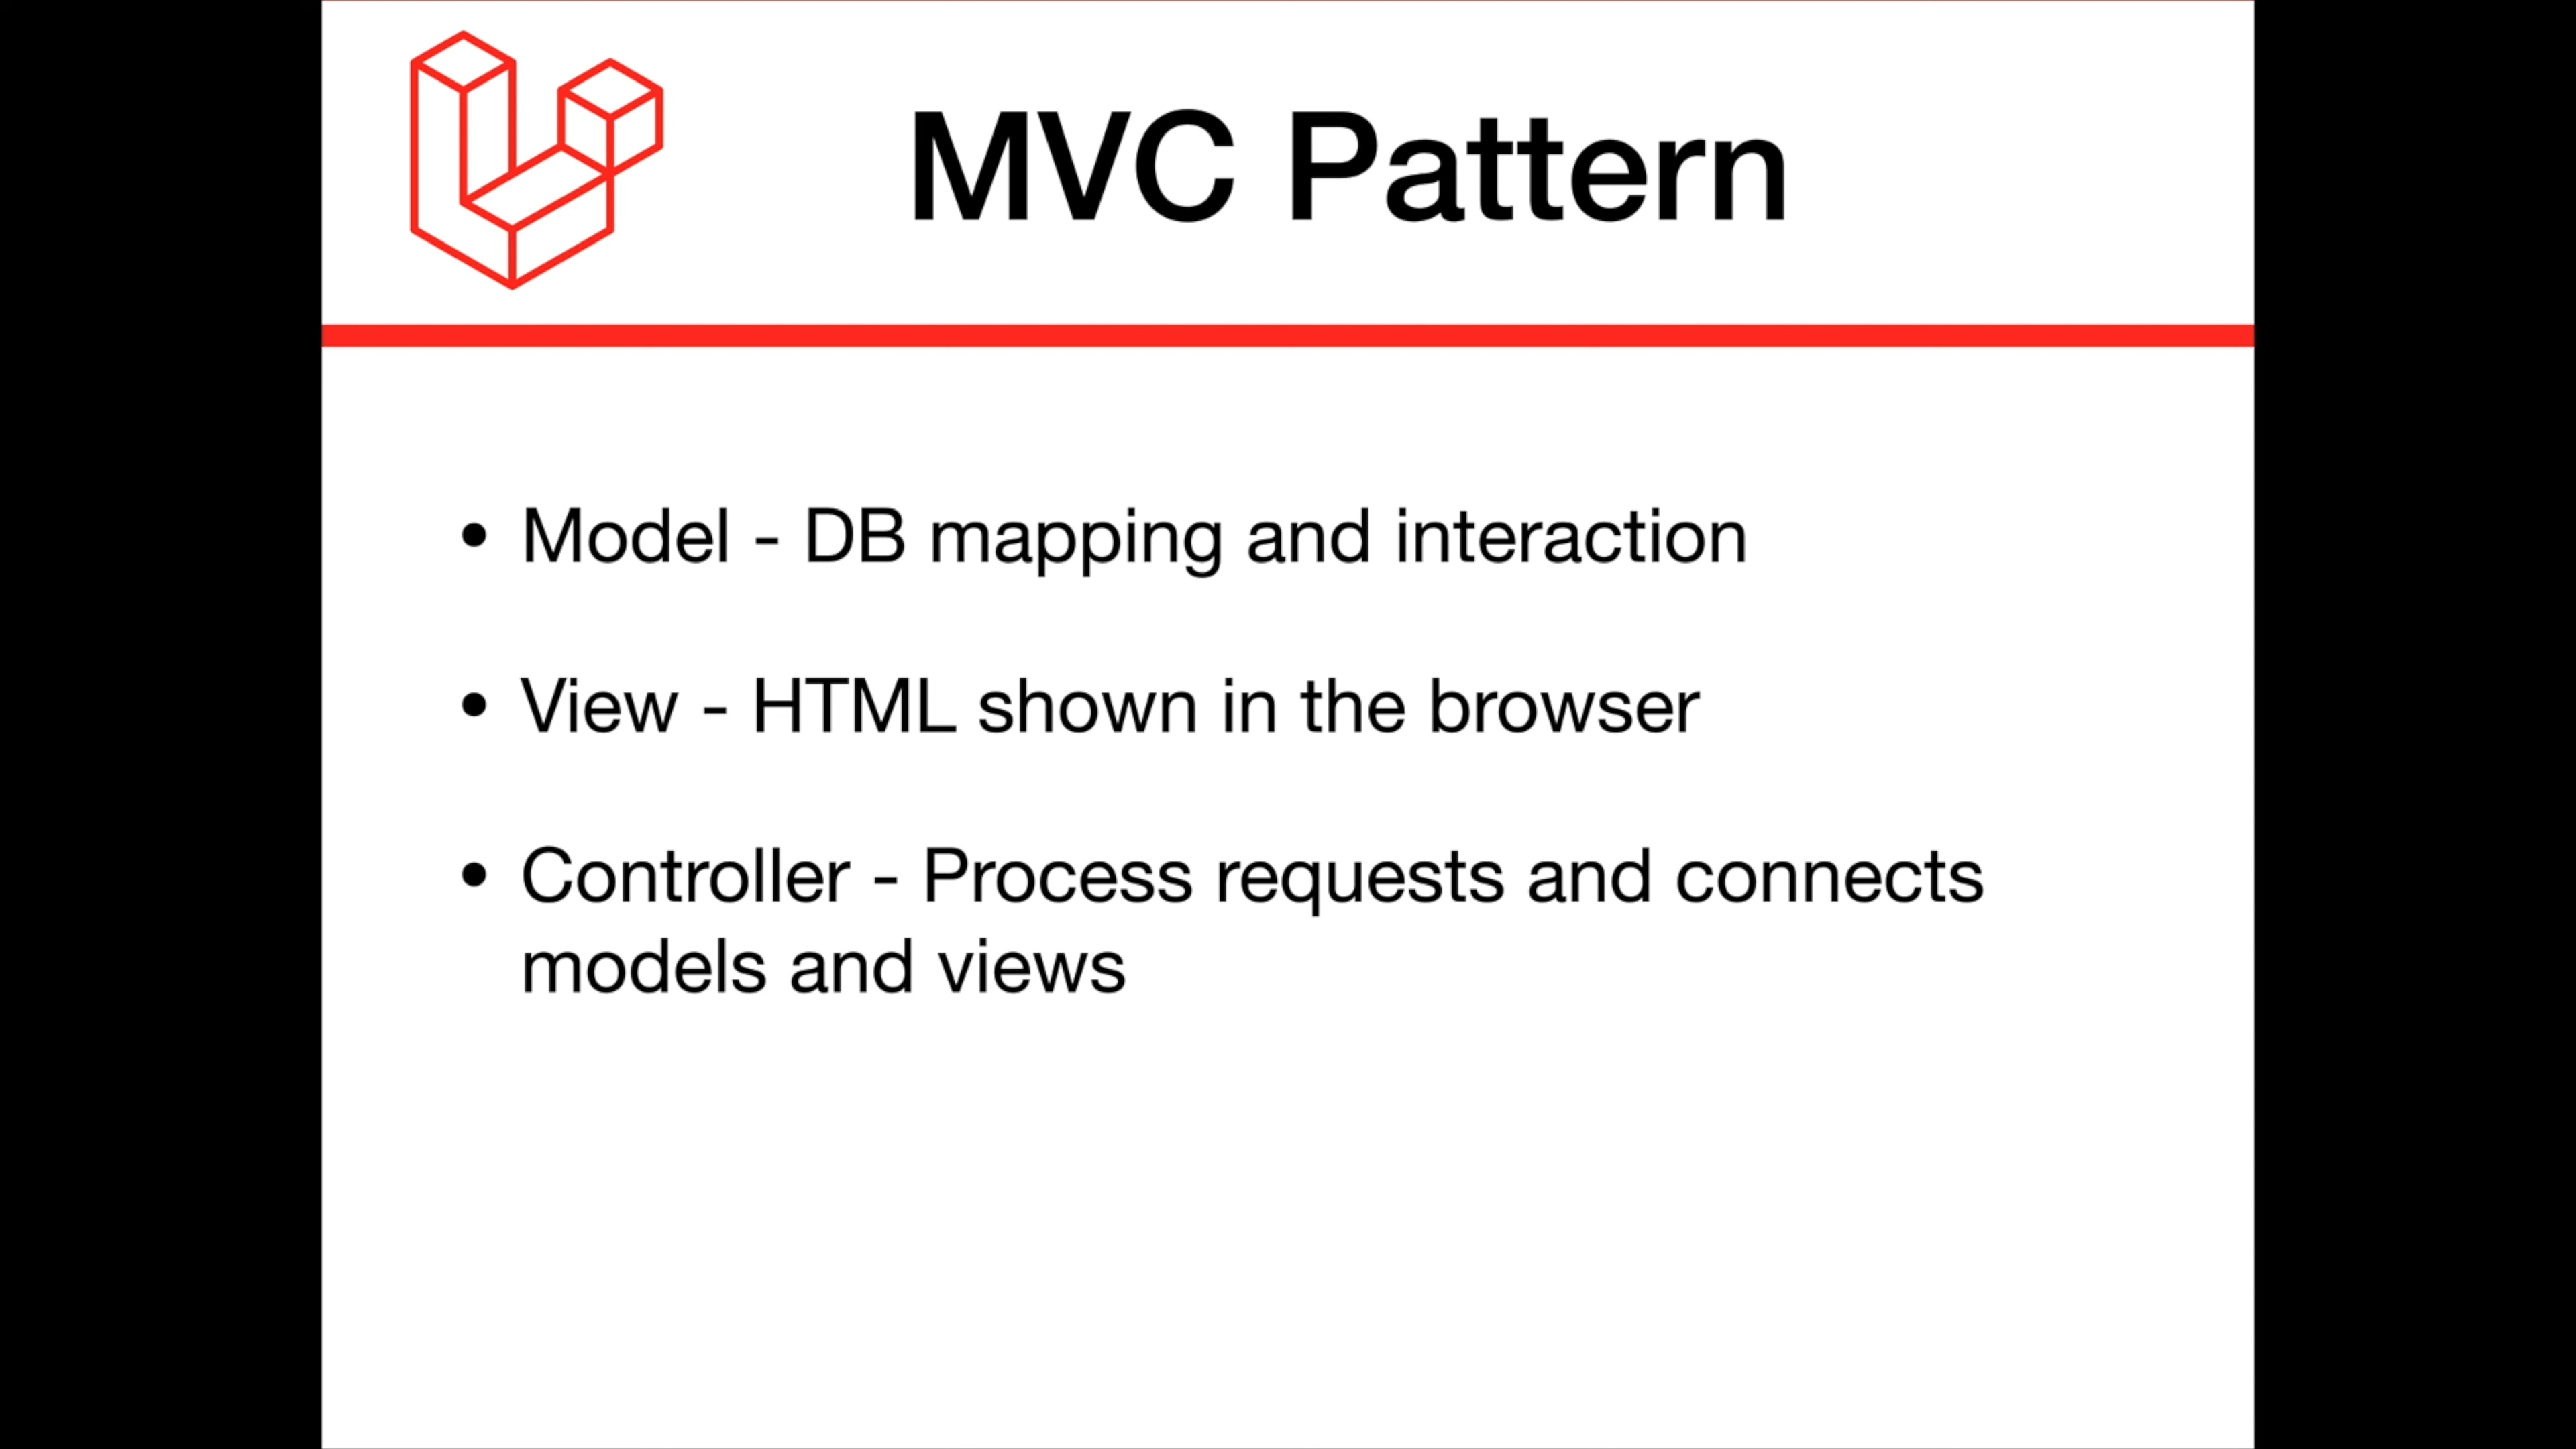 MVC Pattern
• Model - DB mapping and interaction
• View - HTML shown in the browser
• Controller - Process requests and connects
models and views